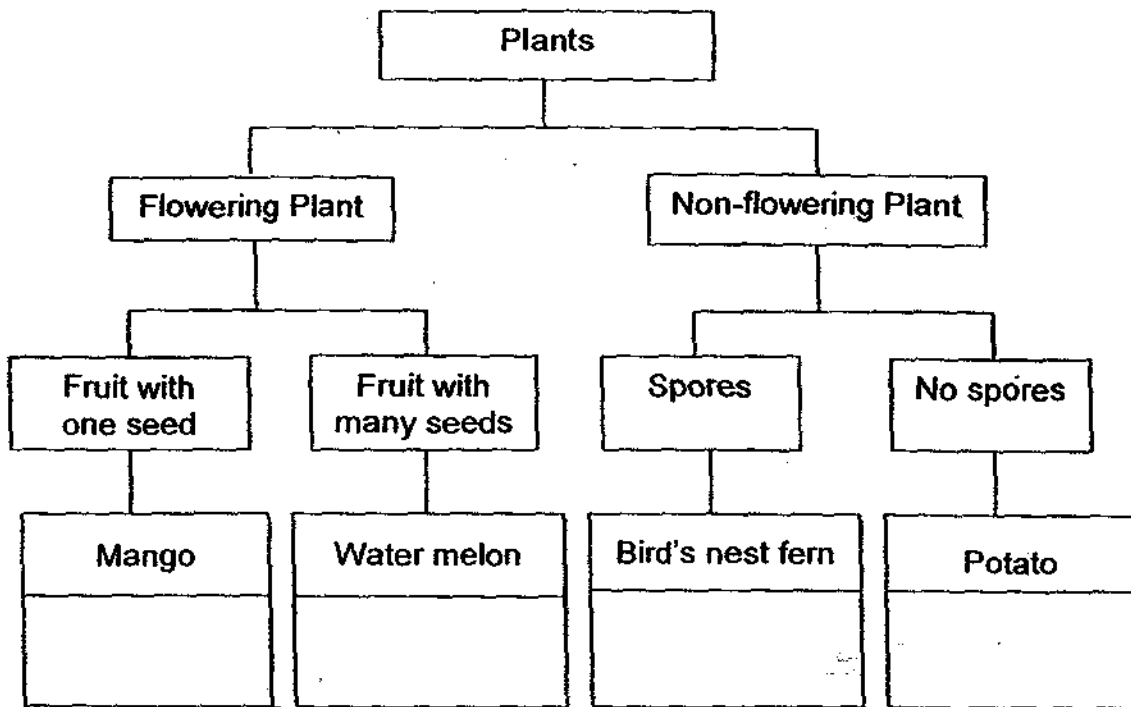 Plants
Flowering Plant
Non-flowering Plant
Fruit with
one seed
Fruit with
many seeds
Spores
No spores
Mango
Water melon
Bird's nest fern
Potato